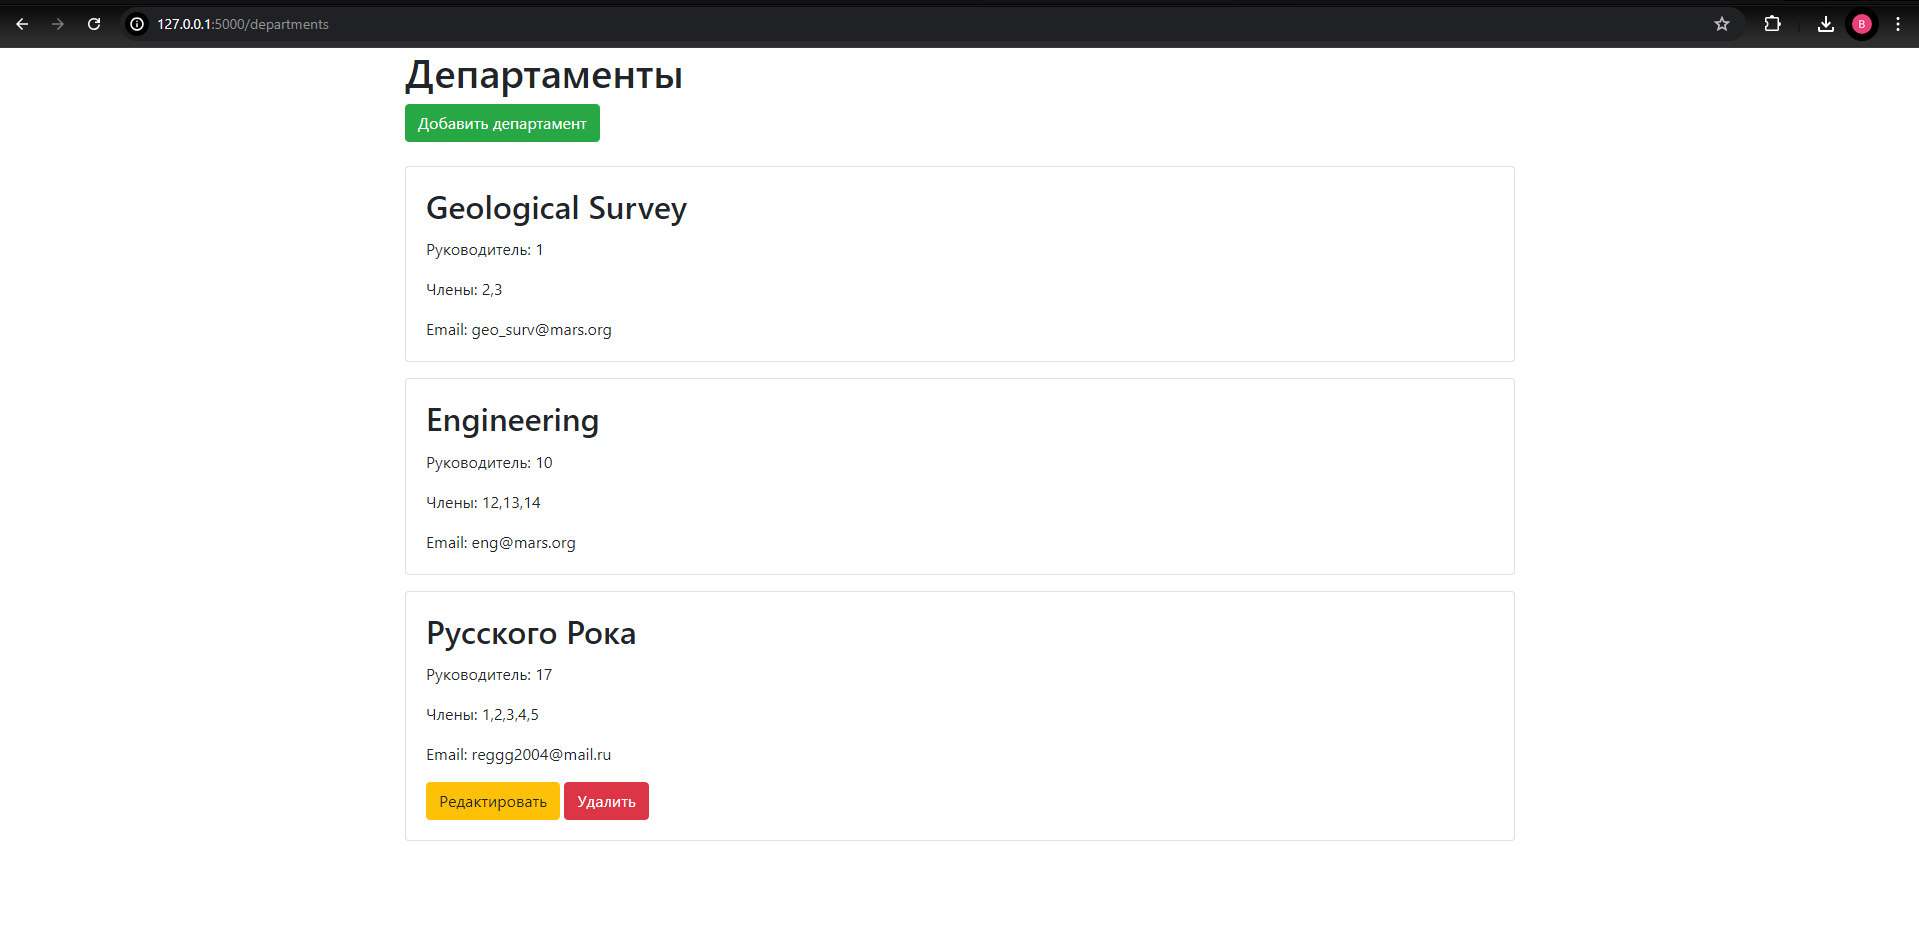 127.0.0.1:5000/departments
B
Департаменты
Добавить департамент
Geological Survey
Руководитель: 1
Члены: 2,3
Email: geo_surv@mars.org
Engineering
Руководитель: 10
Члены: 12,13,14
Email: eng@mars.org
Русского Рока
Руководитель: 17
Члены: 1,2,3,4,5
Email: reggg2004@mail.ru
Редактировать Удалить